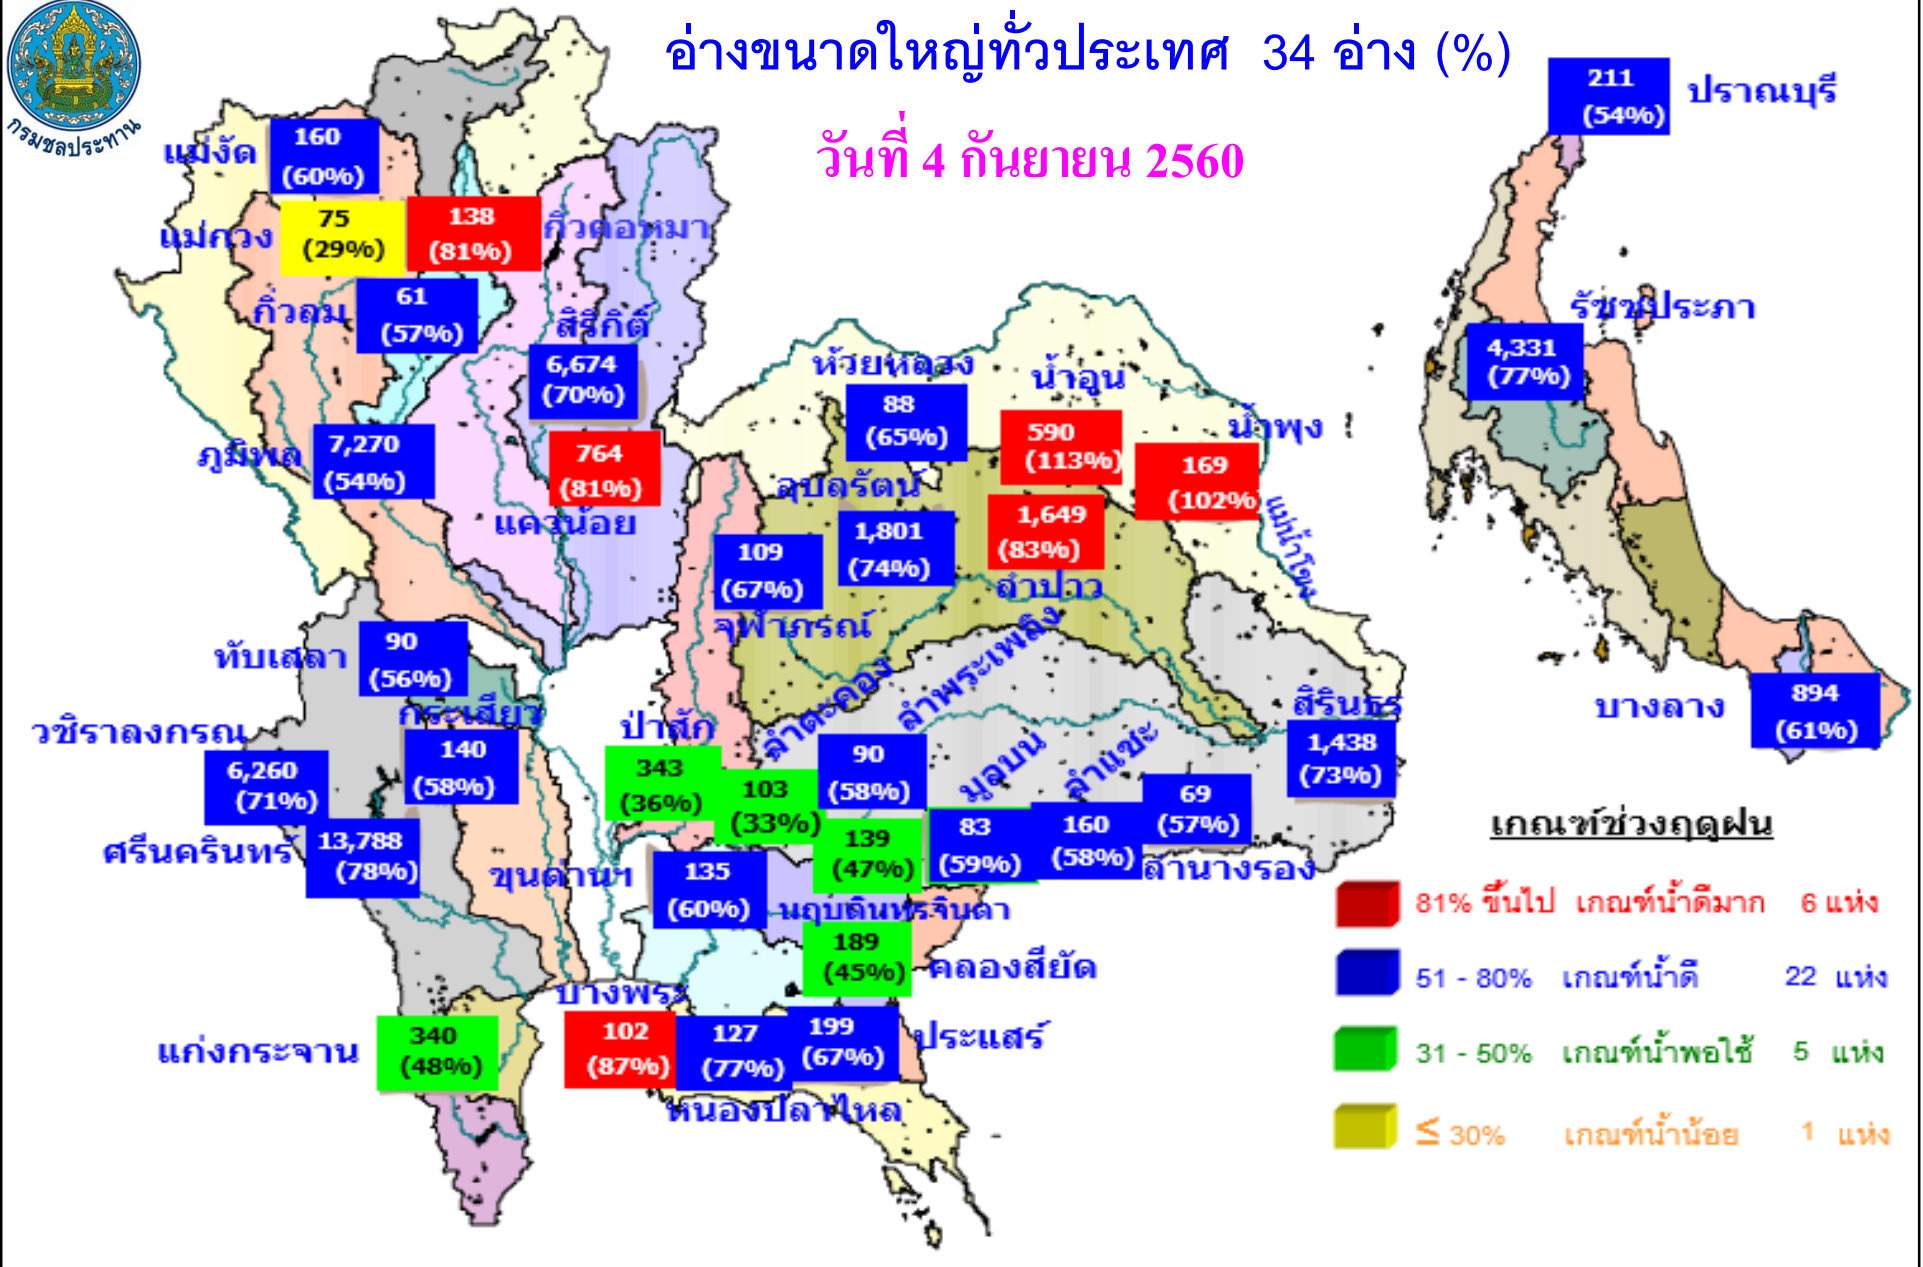 กรมชลประทาน
อ่างขนาดใหญ่ทั่วประเทศ 34 อ่าง (%)
วันที่ 4 กันยายน 2560
211
(54%)
ปราณบุรี
แม่งัด
160
(60%)
แม่กวง
75
(29%)
138
(81%)
กิ่วคอหมา
กิ่วลม
61
(57%)
สิริกิติ์
6,674
(70%)
รัชชประภา
4,331
(77%)
ห้วยหลวง
88
(65%)
น้ำอูน
590
(113%)
น้ำพุง
169
(102%
ภูมิพล
7,270
(54%)
764
(81%)
แควน้อย
อุบลรัตน์
1,801
(74%)
1,649
(83%)
ลำปาว
แม่น้ำโขง
109
(67%)
จุฬาภรณ์
ทับเสลา
90
(56%)
กระเสียว
140
(58%)
วชิราลงกรณ
6,260
(71%)
ศรีนครินทร์
13,788
(78%)
ป่าสัก
343
(36%)
ลำตะคอง
103
(33%)
ลำพระเพลิง
90
(58%)
139
(47%)
มูลบน
83
(59%)
ลำแชะ
160
(58%)
69
(57%)
ลำนางรอง
สิรินธร
1,438
(73%)
บางลาง
894
(61%)
ขุนด่านฯ
135
(60%)
นฤบดินทรจินดา
189
(45%)
คลองสียัด
บางพระ
102
(87%)
127
(77%)
หนองปลาไหล
199
(67%)
ประแสร์
แก่งกระจาน
340
(48%)
เกณฑ์ช่วงฤดูฝน
81% ขึ้นไป เกณฑ์น้ำดีมาก 6 แห่ง
51 - 80% เกณฑ์น้ำดี 22 แห่ง
31 - 50% เกณฑ์น้ำพอใช้ 5 แห่ง
≤ 30% เกณฑ์น้ำน้อย 1 แห่ง